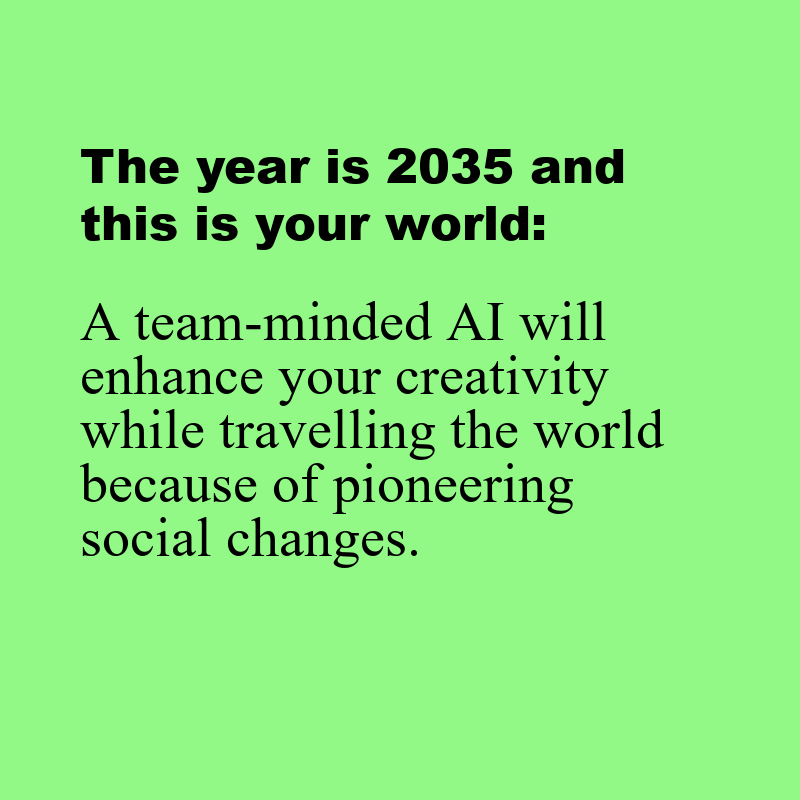 The year is 2035 and
this is your world:
A team-minded AI will
enhance your creativity
while travelling the world
because of pioneering
social changes.